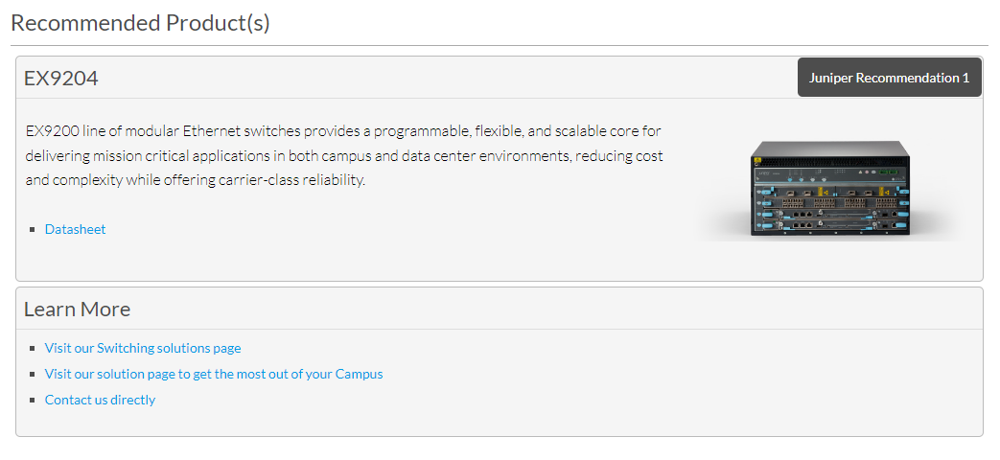 Recommended Product(s)
EX9204
Juniper Recommendation 1
EX9200 line of modular Ethernet switches provides a programmable, flexible, and scalable core for
delivering mission critical applications in both campus and data center environments, reducing cost
and complexity while offering carrier-class reliability.
Datasheet
Learn More
Visit our Switching solutions page
Visit our solution page to get the most out of your Campus
Contact us directly